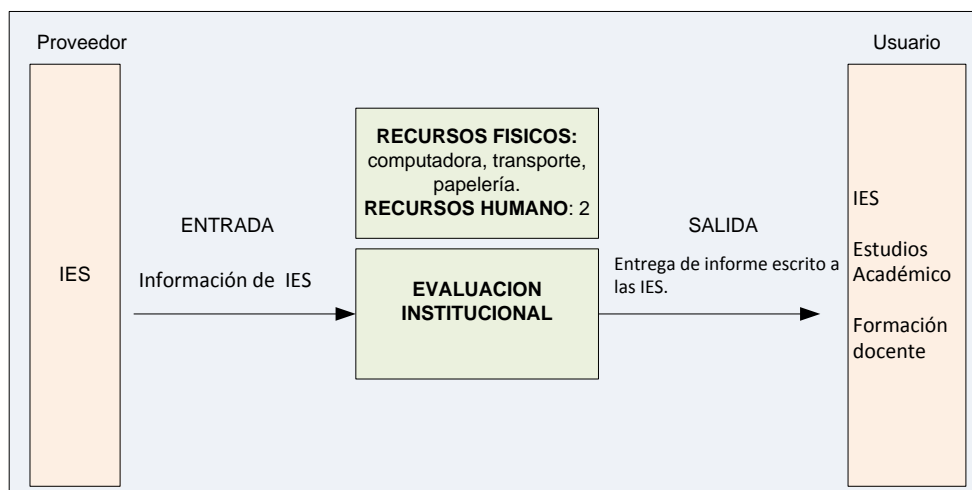 Proveedor
Usuario
IES
ENTRADA
Información de IES
RECURSOS FISICOS:
computadora, transporte,
papelería.
RECURSOS HUMANO: 2
EVALUACION
INSTITUCIONAL
SALIDA
Entrega de informe escrito a
las IES.
IES
Estudios
Académico
Formación
docente